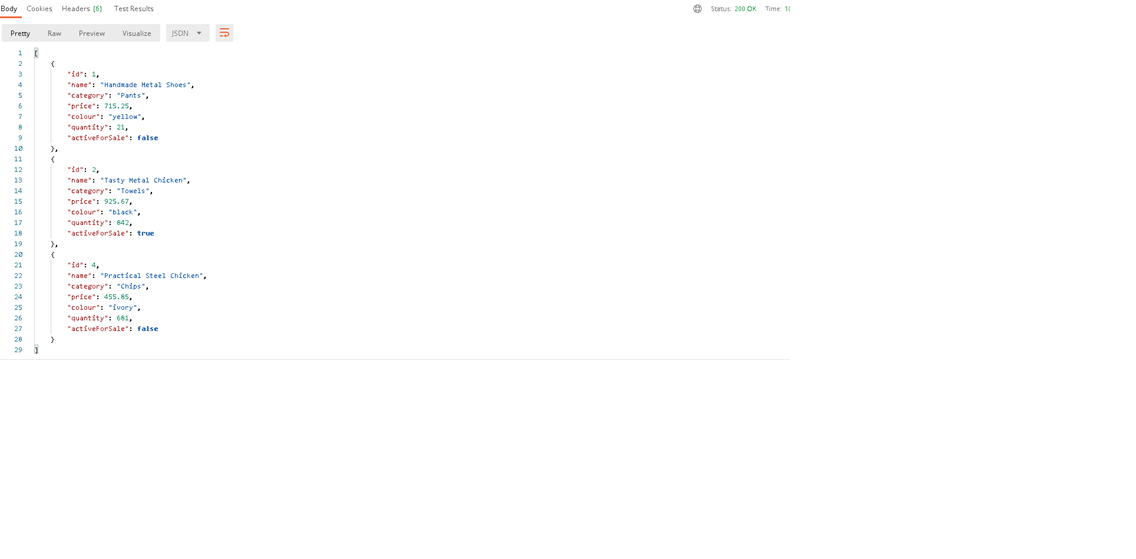 Body Cookies Headers (6) Test Results Status: 200 OK Time:
Pretty Raw Preview Visualize JSON
1 [
2 {
3 "id": 1,
4 "name": "Handmade Metal Shoes",
5 "category": "Pants",
6 "price": 715.25,
7 "colour": "yellow",
8 "quantity": 21,
9 "activeForSale": false
10 },
11 {
12 "id": 2,
13 "name": "Tasty Metal Chicken",
14 "category": "Towels",
15 "price": 925.67,
16 "colour": "black",
17 "quantity": 842,
18 "activeForSale": true
19 },
20 {
21 "id": 4,
22 "name": "Practical Steel Chicken",
23 "category": "Chips",
24 "price": 455.85,
25 "colour": "ivory",
26 "quantity": 681,
27 "activeForSale": false
28 }
29 ]